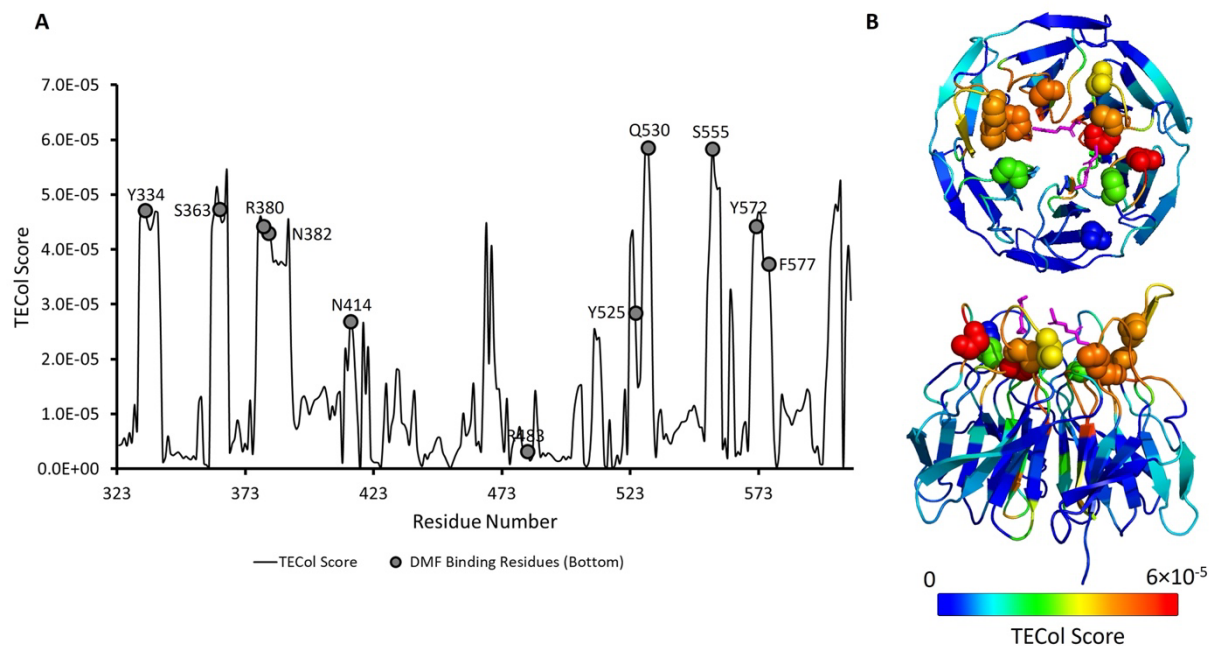 A
B
7.0E-05
6.0E-05
5.0E-05
4.0E-05
3.0E-05
2.0E-05
1.0E-05
0.0E+00
TECol Score
Y334
S363
R380
N382
N414
R483
Y525
Q530
S555
Y572
F577
323
373
423
473
523
573
Residue Number
TECol Score
DMF Binding Residues (Bottom)
0
6×10⁻⁵
TECol Score